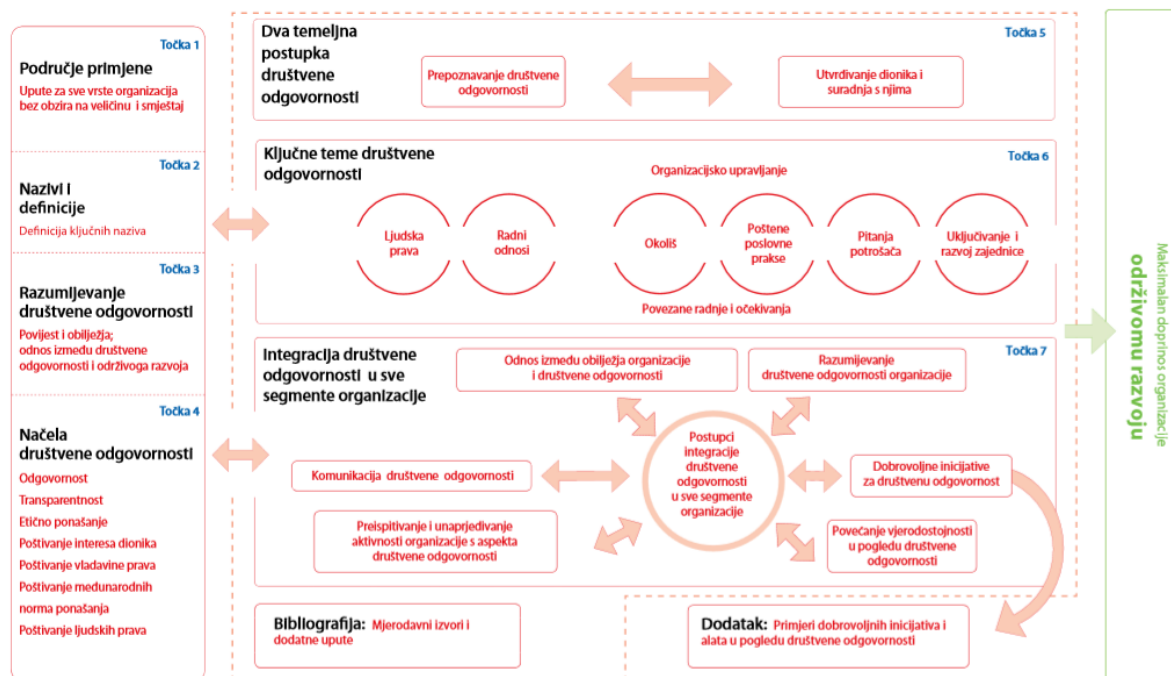 Točka 1
Područje primjene
Upute za sve vrste organizacija
bez obzira na veličinu i smještaj
Točka 2
Nazivi i
definicije
Definicija ključnih naziva
Točka 3
Razumijevanje
društvene odgovornosti
Povijest i obilježja;
odnos između društvene
odgovornosti i održivoga razvoja
Točka 4
Načela
društvene odgovornosti
Odgovornost
Transparentnost
Etično ponašanje
Poštivanje interesa dionika
Poštivanje vladavine prava
Poštivanje međunarodnih
norma ponašanja
Poštivanje ljudskih prava
Dva temeljna
postupka
društvene
odgovornosti
Točka 5
Prepoznavanje društvene
odgovornosti
Utvrđivanje dionika i
suradnja s njima
Ključne teme društvene
odgovornosti
Točka 6
Organizacijsko upravljanje
Ljudska
prava
Radni
odnosi
Okoliš
Poštene
poslovne
prakse
Pitanja
potrošača
Uključivanje i
razvoj zajednice
Povezane radnje i očekivanja
Integracija društvene
odgovornosti u sve
segmente organizacije
Točka 7
Odnos između obilježja organizacije
i društvene odgovornosti
Razumijevanje
društvene odgovornosti organizacije
Komunikacija društvene odgovornosti
Postupci
integracije
društvene
odgovornosti
u sve segmente
organizacije
Dobrovoljne inicijative
za društvenu odgovornost
Preispitivanje i unaprjeđivanje
aktivnosti organizacije s aspekta
društvene odgovornosti
Povećanje vjerodostojnosti
u pogledu društvene
odgovornosti
Bibliografija: Mjerodavni izvori i
dodatne upute
Dodatak: Primjeri dobrovoljnih inicijativa i
alata u pogledu društvene odgovornosti
Maksimalan doprinos organizacije
održivomu razvoju